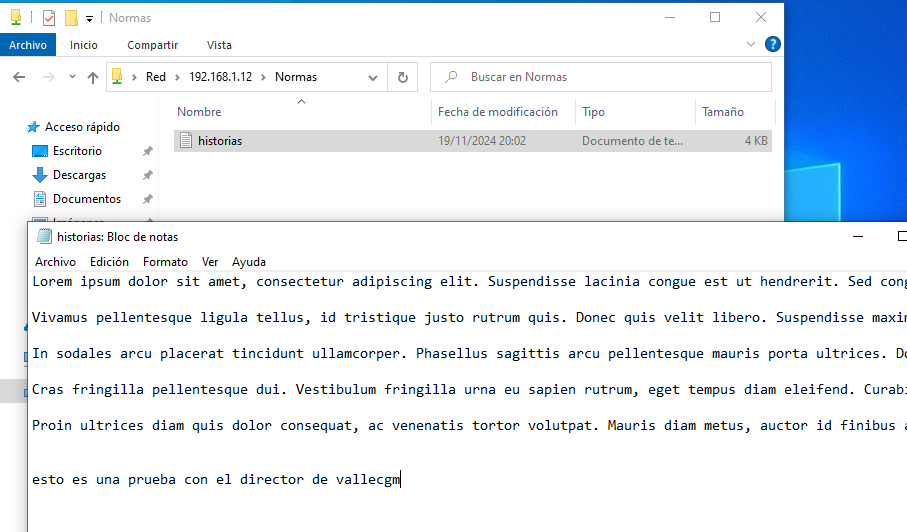 Normas
Archivo Inicio Compartir Vista
Red 192.168.1.12 Normas
Buscar en Normas
Nombre Fecha de modificación Tipo Tamaño
Acceso rápido
historias 19/11/2024 20:02 Documento de te... 4 KB
Escritorio
Descargas
Documentos
Imágenes
historias: Bloc de notas
Archivo Edición Formato Ver Ayuda
Lorem ipsum dolor sit amet, consectetur adipiscing elit. Suspendisse lacinia congue est ut hendrerit. Sed cong
Vivamus pellentesque ligula tellus, id tristique justo rutrum quis. Donec quis velit libero. Suspendisse maxi
In sodales arcu placerat tincidunt ullamcorper. Phasellus sagittis arcu pellentesque mauris porta ultrices. Do
Cras fringilla pellentesque dui. Vestibulum fringilla urna eu sapien rutrum, eget tempus diam eleifend. Curabi
Proin ultrices diam quis dolor consequat, ac venenatis tortor volutpat. Mauris diam metus, auctor id finibus a
esto es una prueba con el director de vallecgm